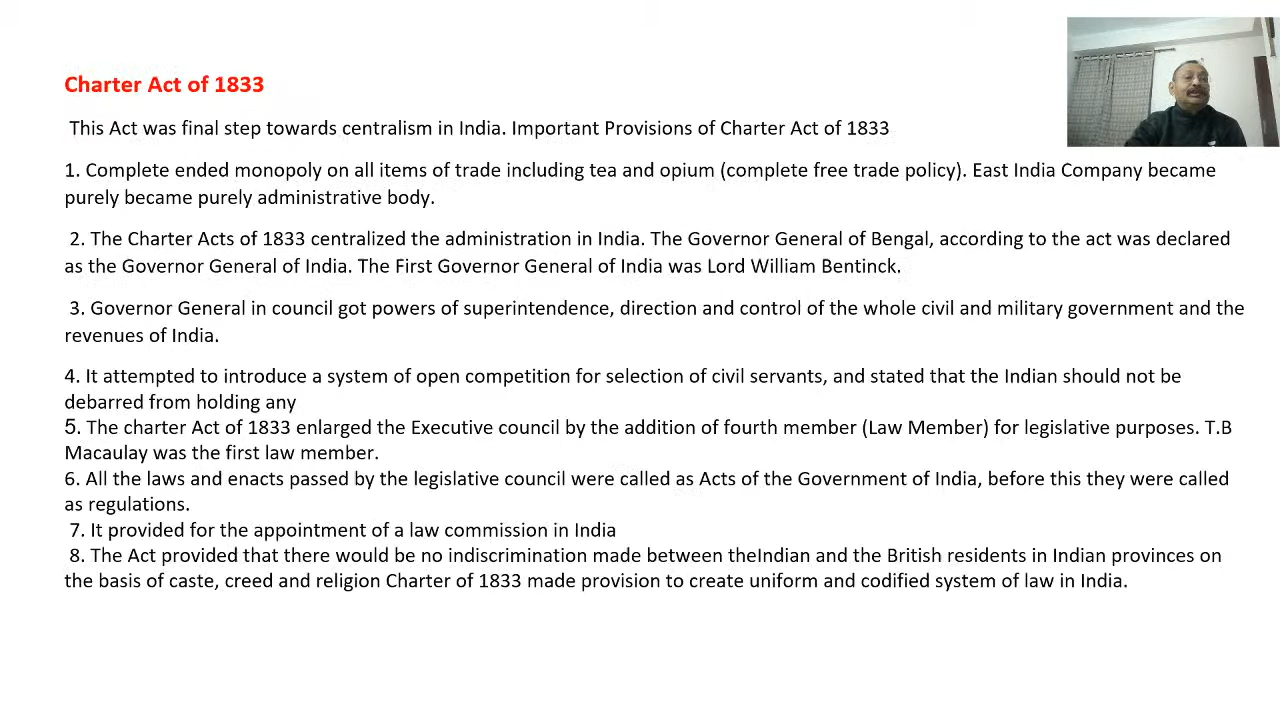 Charter Act of 1833
This Act was final step towards centralism in India. Important Provisions of Charter Act of 1833
1. Complete ended monopoly on all items of trade including tea and opium (complete free trade policy). East India Company became
purely became purely administrative body.
2. The Charter Acts of 1833 centralized the administration in India. The Governor General of Bengal, according to the act was declared
as the Governor General of India. The First Governor General of India was Lord William Bentinck.
3. Governor General in council got powers of superintendence, direction and control of the whole civil and military government and the
revenues of India.
4. It attempted to introduce a system of open competition for selection of civil servants, and stated that the Indian should not be
debarred from holding any
5. The charter Act of 1833 enlarged the Executive council by the addition of fourth member (Law Member) for legislative purposes. T.B
Macaulay was the first law member.
6. All the laws and enacts passed by the legislative council were called as Acts of the Government of India, before this they were called
as regulations.
7. It provided for the appointment of a law commission in India
8. The Act provided that there would be no indiscrimination made between theIndian and the British residents in Indian provinces on
the basis of caste, creed and religion Charter of 1833 made provision to create uniform and codified system of law in India.